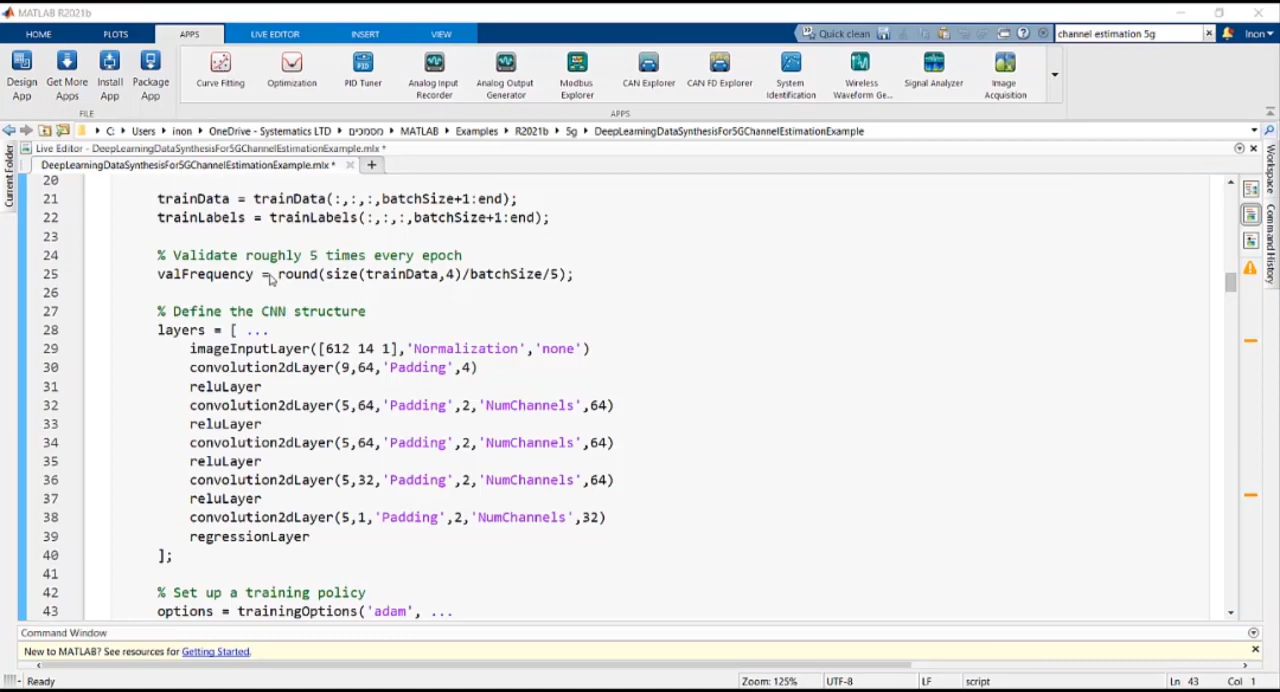 MATLAB R2021b
HOME PLOTS APPS LIVE EDITOR INSERT VIEW Quick clean channel estimation 5g Inon
Design App Get More Apps Install App Package App Curve Fitting Optimization PID Tuner Analog Input Recorder Analog Output Generator Modbus Explorer CAN Explorer CAN FD Explorer System Identification Wireless Waveform Ge... Signal Analyzer Image Acquisition
FILE APPS
C: Users inon OneDrive - Systematics LTD מסמכים MATLAB Examples R2021b 5g DeepLearningDataSynthesisFor5GChannelEstimationExample
Live Editor - DeepLearningDataSynthesisFor5GChannelEstimationExample.mlx *
DeepLearningDataSynthesisFor5GChannelEstimationExample.mlx *
Current Folder
Workspace
Command History
20
21 trainData = trainData(:,:,:,batchSize+1:end);
22 trainLabels = trainLabels(:,:,:,batchSize+1:end);
23
24 % Validate roughly 5 times every epoch
25 valFrequency = round(size(trainData,4)/batchSize/5);
26
27 % Define the CNN structure
28 layers = [ ...
29 imageInputLayer([612 14 1],'Normalization','none')
30 convolution2dLayer(9,64,'Padding',4)
31 reluLayer
32 convolution2dLayer(5,64,'Padding',2,'NumChannels',64)
33 reluLayer
34 convolution2dLayer(5,64,'Padding',2,'NumChannels',64)
35 reluLayer
36 convolution2dLayer(5,32,'Padding',2,'NumChannels',64)
37 reluLayer
38 convolution2dLayer(5,1,'Padding',2,'NumChannels',32)
39 regressionLayer
40 ];
41
42 % Set up a training policy
43 options = trainingOptions('adam', ...
Command Window
New to MATLAB? See resources for Getting Started.
Ready Zoom: 125% UTF-8 LF script Ln 43 Col 1